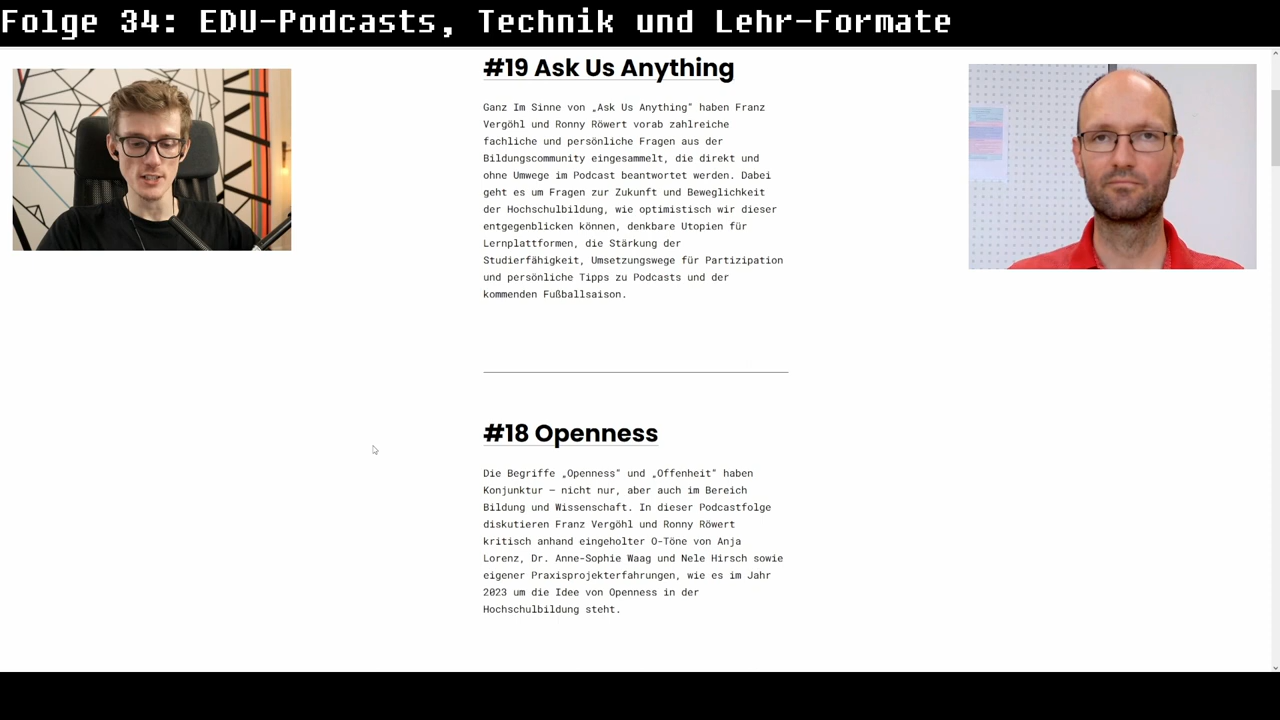 Folge 34: EDU-Podcasts, Technik und Lehr-Formate
#19 Ask Us Anything
Ganz Im Sinne von „Ask Us Anything“ haben Franz
Vergöhl und Ronny Röwert vorab zahlreiche
fachliche und persönliche Fragen aus der
Bildungscommunity eingesammelt, die direkt und
ohne Umwege im Podcast beantwortet werden. Dabei
geht es um Fragen zur Zukunft und Beweglichkeit
der Hochschulbildung, wie optimistisch wir dieser
entgegenblicken können, denkbare Utopien für
Lernplattformen, die Stärkung der
Studierfähigkeit, Umsetzungswege für Partizipation
und persönliche Tipps zu Podcasts und der
kommenden Fußballsaison.
#18 Openness
Die Begriffe „Openness“ und „Offenheit“ haben
Konjunktur – nicht nur, aber auch im Bereich
Bildung und Wissenschaft. In dieser Podcastfolge
diskutieren Franz Vergöhl und Ronny Röwert
kritisch anhand eingeholter O-Töne von Anja
Lorenz, Dr. Anne-Sophie Waag und Nele Hirsch sowie
eigener Praxisprojekterfahrungen, wie es im Jahr
2023 um die Idee von Openness in der
Hochschulbildung steht.